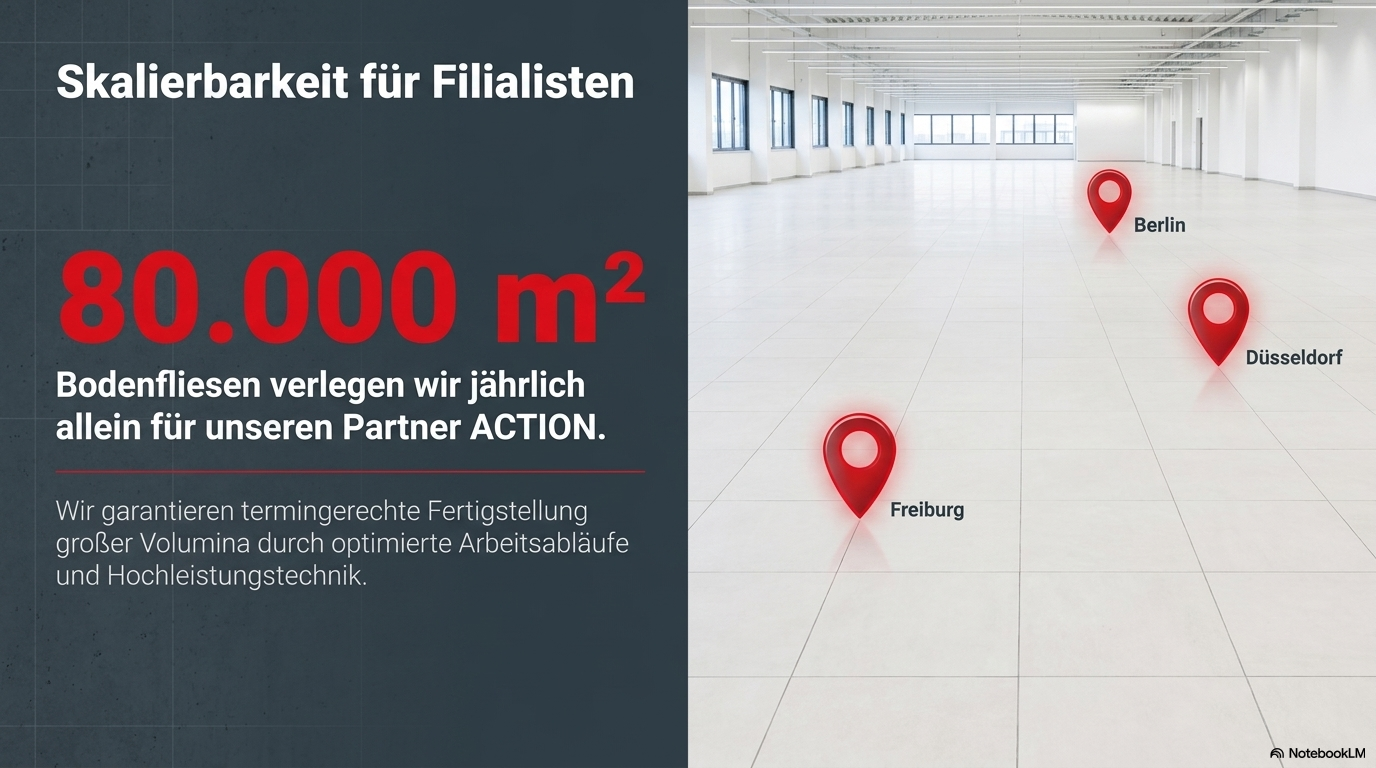 Skalierbarkeit für Filialisten
80.000 m²
Bodenfliesen verlegen wir jährlich
allein für unseren Partner ACTION.
Wir garantieren termingerechte Fertigstellung
großer Volumina durch optimierte Arbeitsabläufe
und Hochleistungstechnik.
Berlin
Düsseldorf
Freiburg
NotebookLM